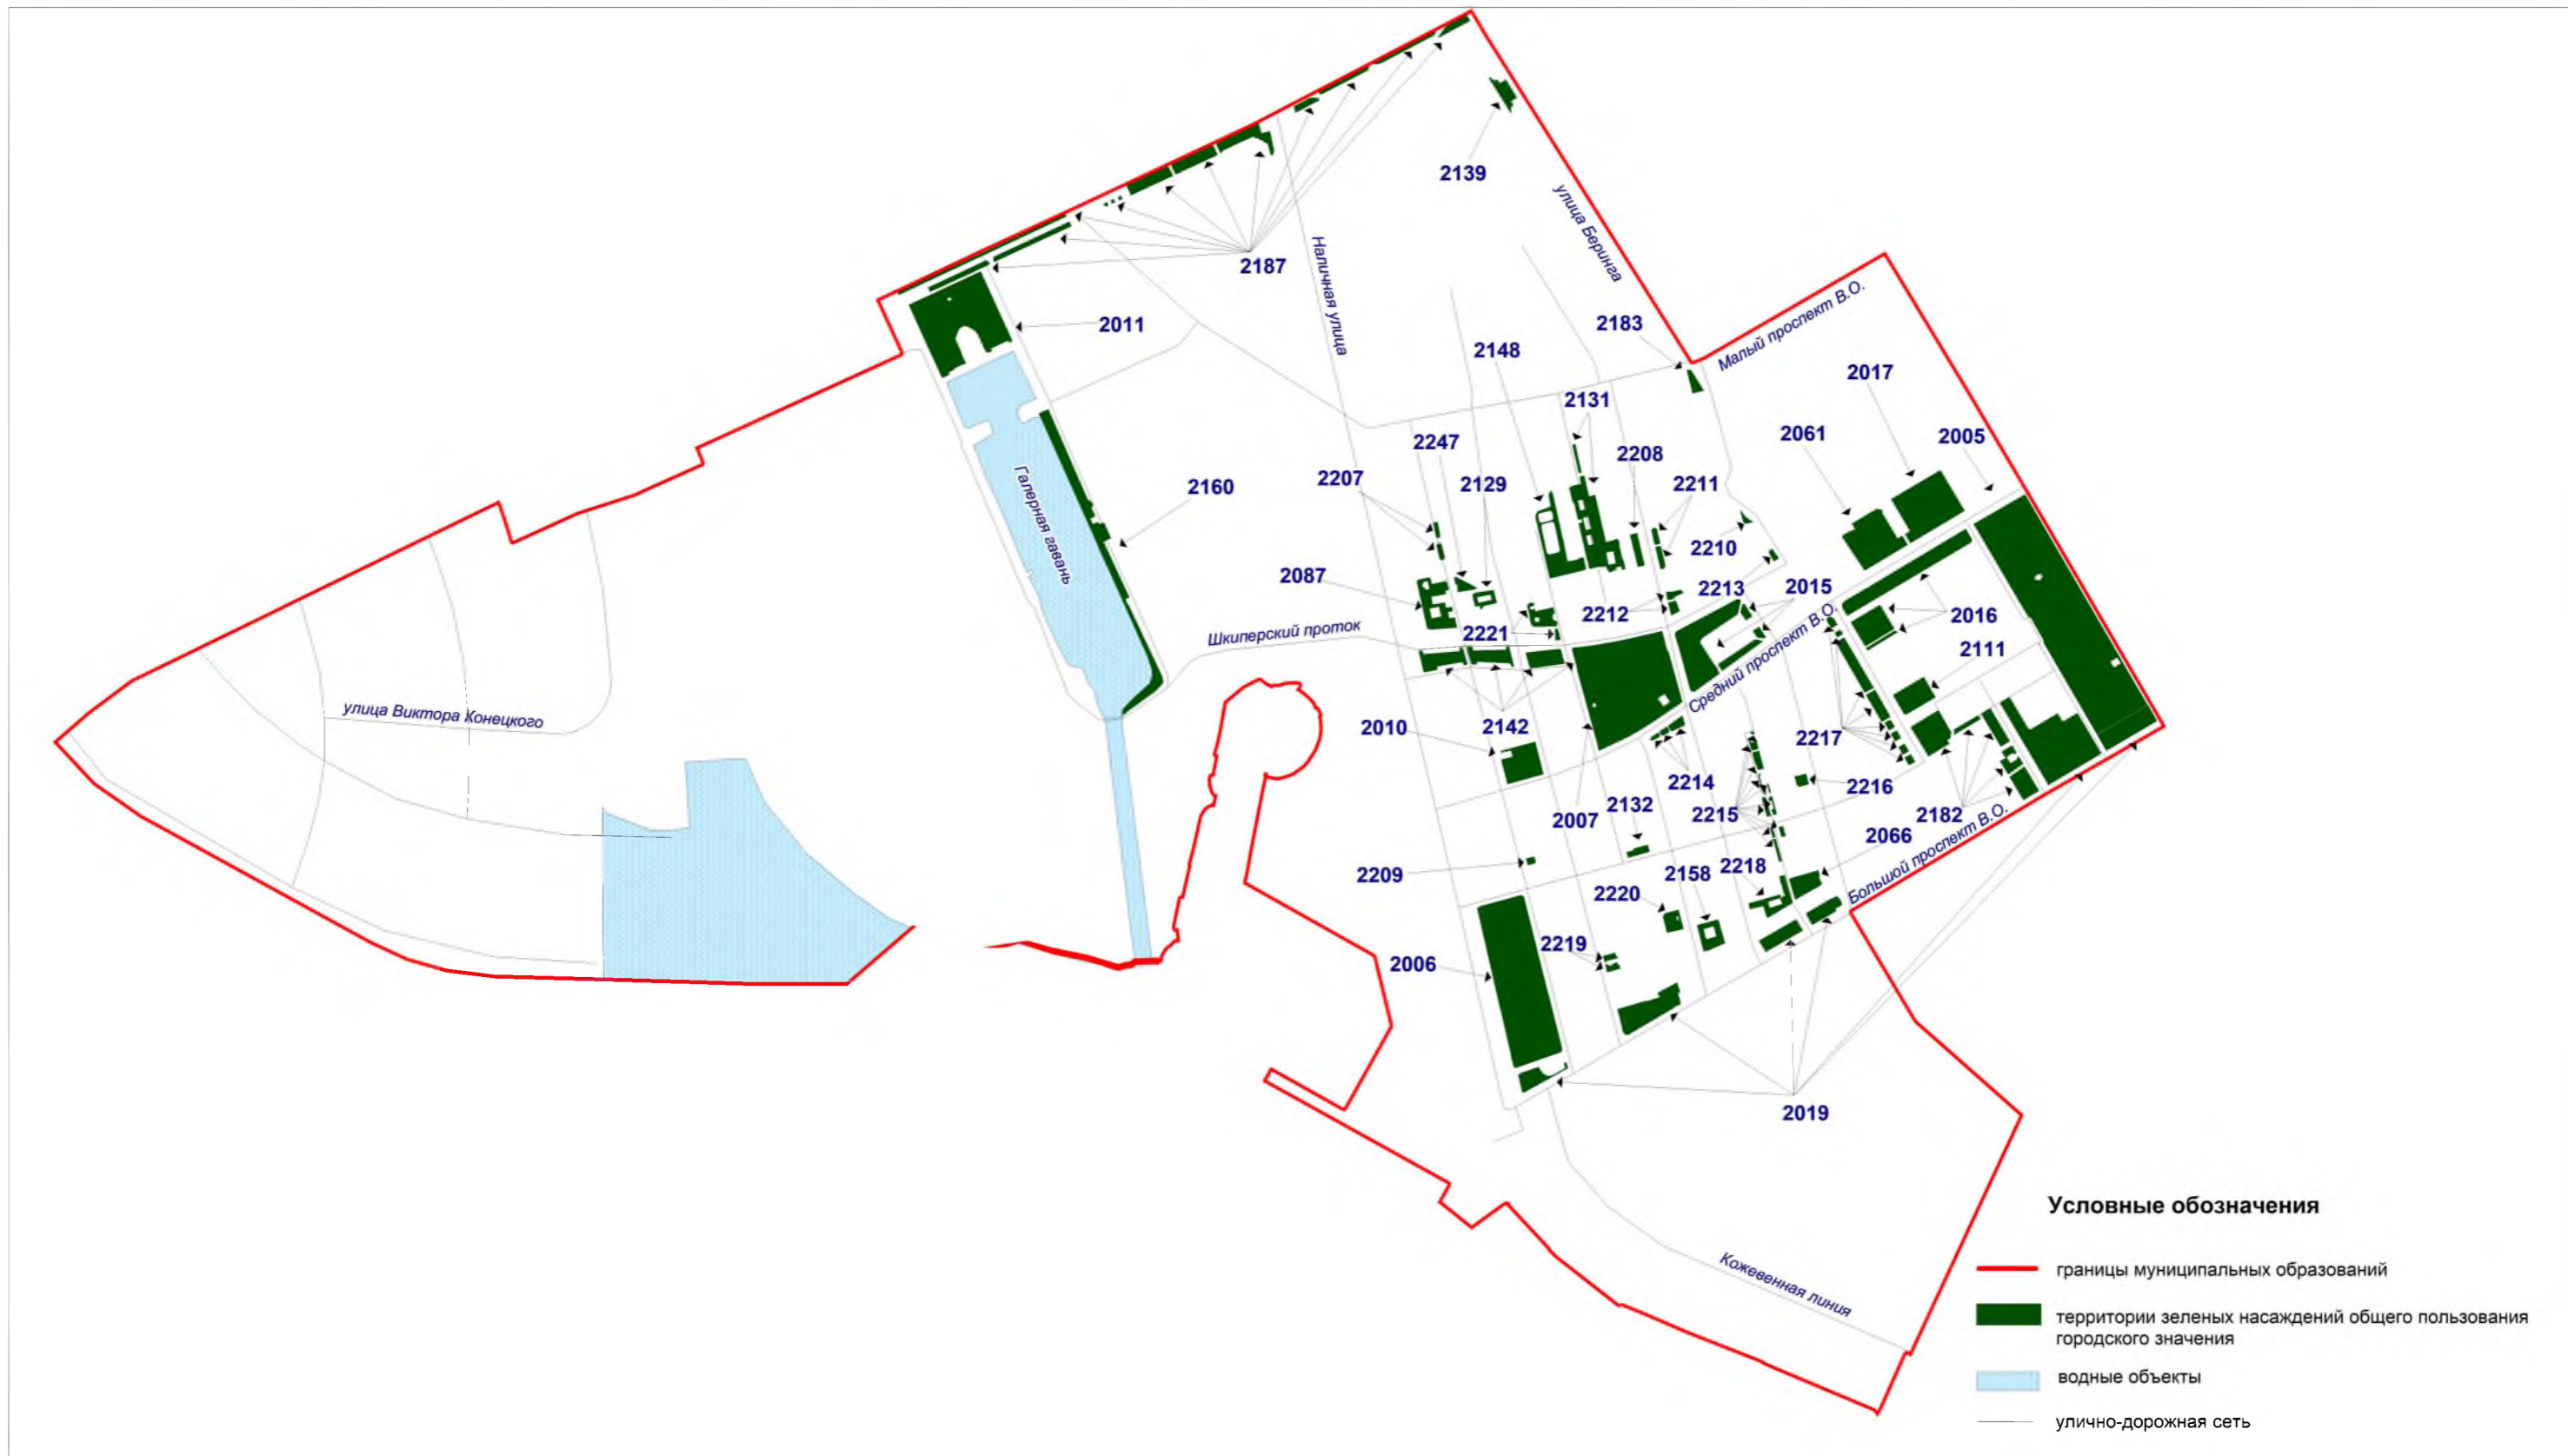 2139
улица Беринга
2187
Наличная улица
2011
Малый проспект В.О.
2183
2148
2017
2131
2061
2005
2247
2208
2207
2129
2211
2160
Галерная гавань
2210
2087
2213
2015
2212
2016
Шкиперский проток
2221
2111
Средний проспект В.О.
улица Виктора Конецкого
2010
2142
2217
2214
2216
2132
2007
2215
2182
2066
Большой проспект В.О.
2209
2158
2218
2220
2219
2006
2019
Кожевенная линия
Условные обозначения
границы муниципальных образований
территории зеленых насаждений общего пользования
городского значения
водные объекты
улично-дорожная сеть